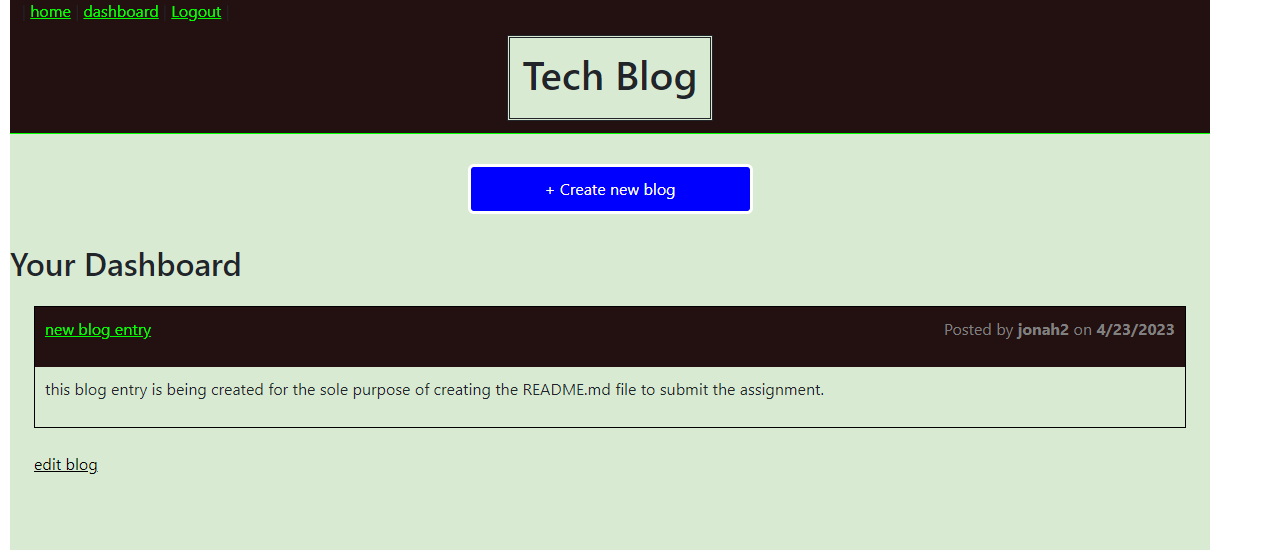 | home | dashboard | Logout |
Tech Blog
+ Create new blog
Your Dashboard
new blog entry Posted by jonah2 on 4/23/2023
this blog entry is being created for the sole purpose of creating the README.md file to submit the assignment.
edit blog